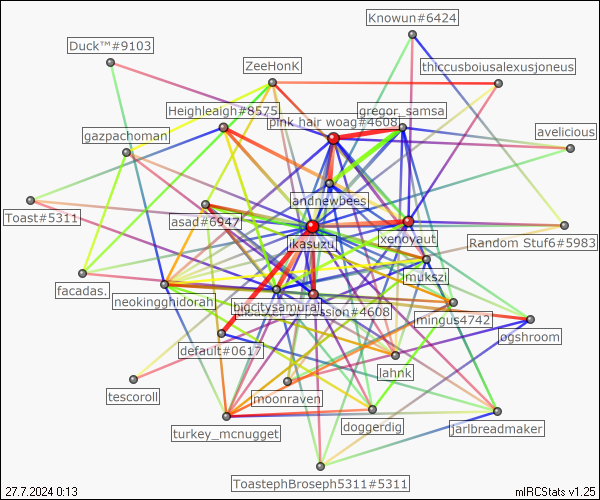 Knowun#6424
Duck™#9103
ZeeHonK
thiccusboiusalexusjoneus
Heighleaigh#8575
gregor_samsa
pink hair woag#4608
gazpachoman
avelicious
andnewbees
Toast#5311
asad#6947
xenoyaut
ikasuzu
Random Stuf6#5983
mukszi
facadas.
neokingghidorah
bigcitysamurai
passion#4608
mingus4742
ogshroom
default#0617
lahnk
tescoroll
moonraven
turkey_mcnugget
doggerdig
jarlbreadmaker
ToastephBroseph5311#5311
27.7.2024 0:13
mIRCStats v1.25